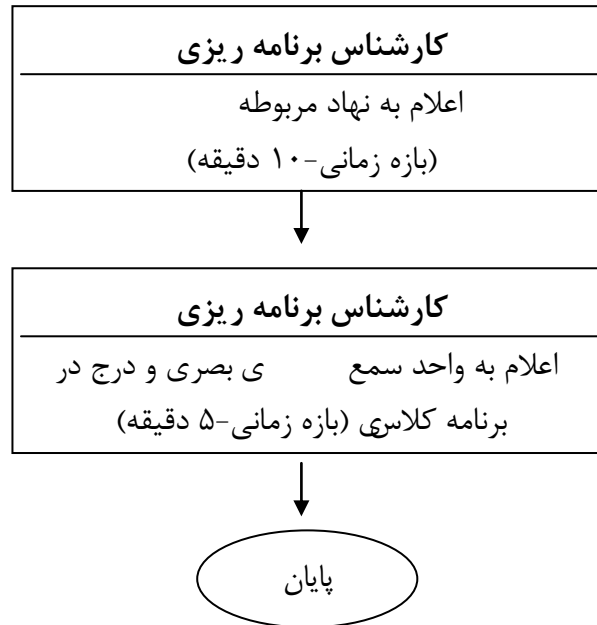 کارشناس برنامه ریزی
اعلام به نهاد مربوطه
(بازه زمانی-۱۰ دقیقه)
کارشناس برنامه ریزی
اعلام به واحد سمع ی بصری و درج در
برنامه کلاسی (بازه زمانی-۵ دقیقه)
پایان